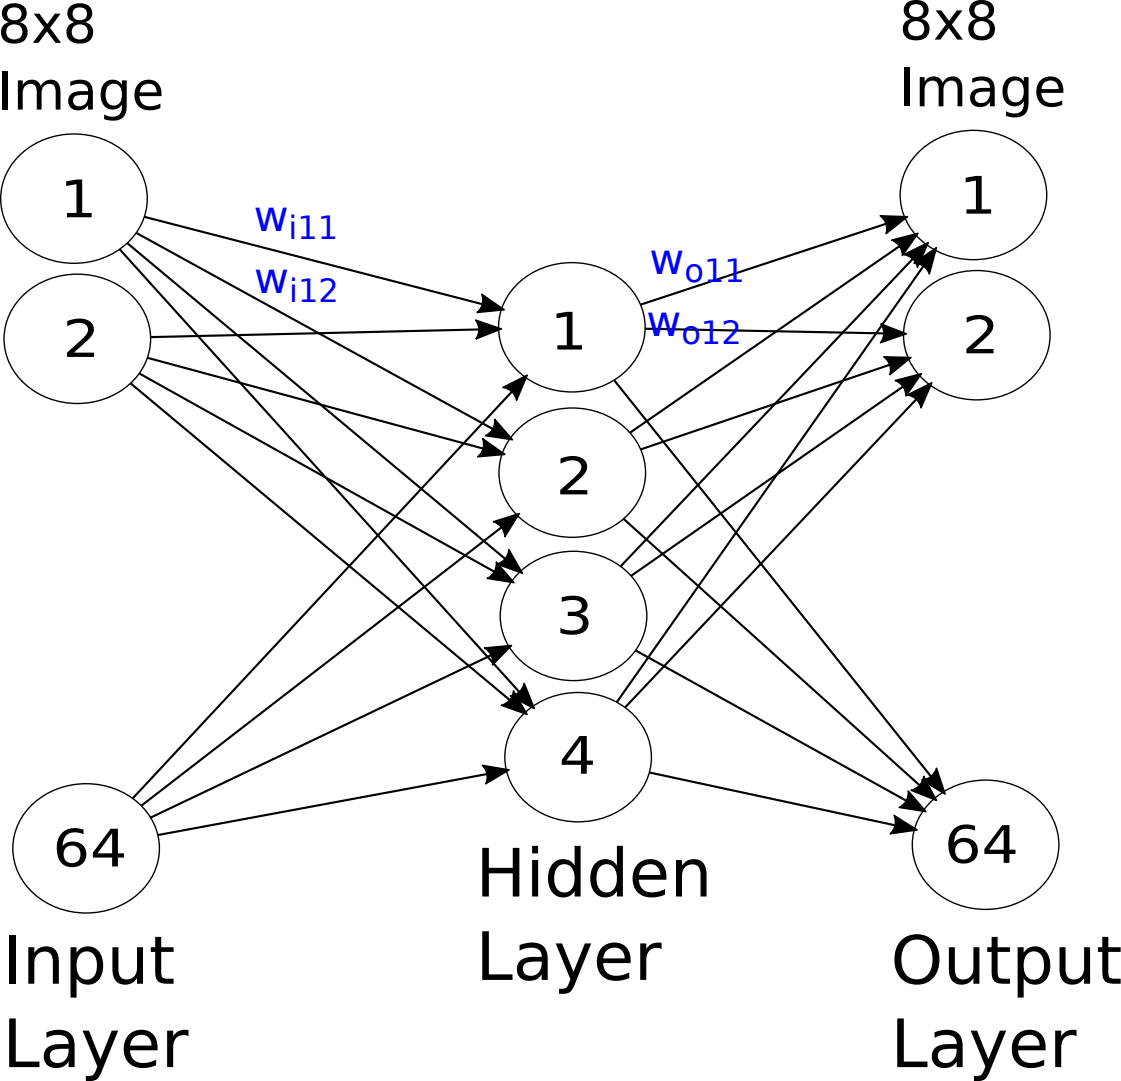 8x8
Image
8x8
Image
1
2
64
w_i11
w_i12
1
2
3
4
w_o11
w_o12
1
2
64
Input
Layer
Hidden
Layer
Output
Layer